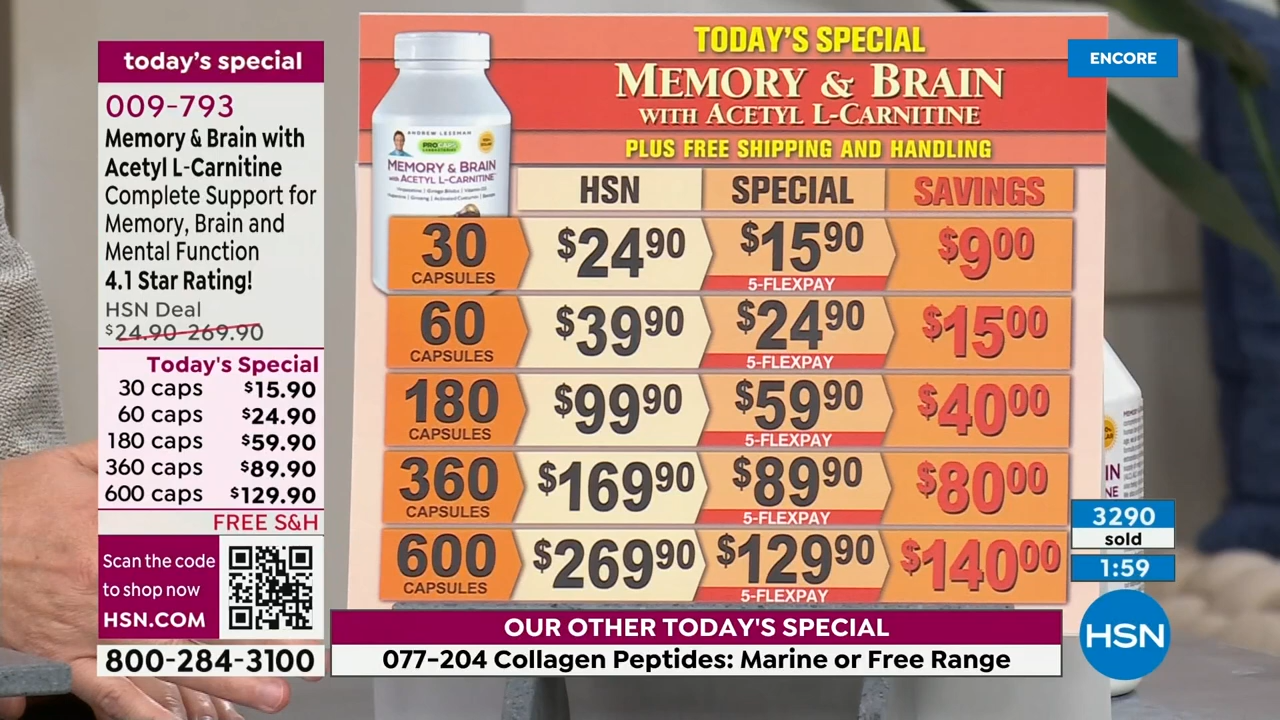 today's special
009-793
Memory & Brain with
Acetyl L-Carnitine
Complete Support for
Memory, Brain and
Mental Function
4.1 Star Rating!
HSN Deal
$24.90-269.90
Today's Special
30 caps $15.90
60 caps $24.90
180 caps $59.90
360 caps $89.90
600 caps $129.90
FREE S&H
Scan the code
to shop now
HSN.COM
800-284-3100
TODAY'S SPECIAL
MEMORY & BRAIN
WITH ACETYL L-CARNITINE
PLUS FREE SHIPPING AND HANDLING
ANDREW LESSMAN
PROCAPS
LABORATORIES
MEMORY & BRAIN
with ACETYL L-CARNITINE
HSN SPECIAL SAVINGS
30 CAPSULES $24.90 $15.90 5-FLEXPAY $9.00
60 CAPSULES $39.90 $24.90 5-FLEXPAY $15.00
180 CAPSULES $99.90 $59.90 5-FLEXPAY $40.00
360 CAPSULES $169.90 $89.90 5-FLEXPAY $80.00
600 CAPSULES $269.90 $129.90 5-FLEXPAY $140.00
ENCORE
3290
sold
1:59
HSN
OUR OTHER TODAY'S SPECIAL
077-204 Collagen Peptides: Marine or Free Range